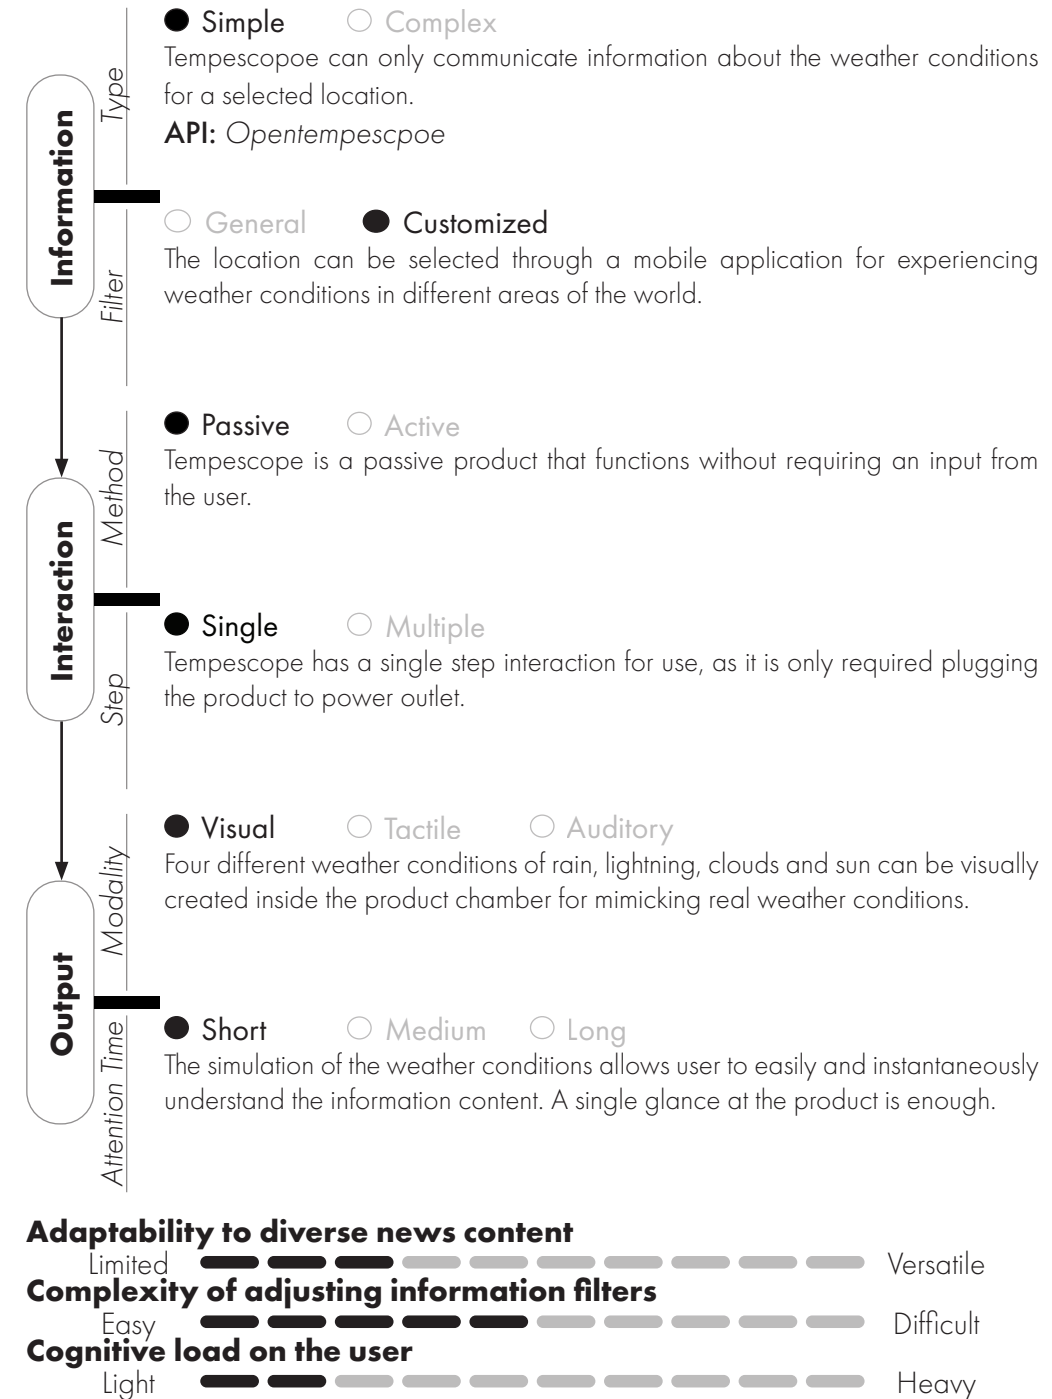 Simple Complex
Tempescopoe can only communicate information about the weather conditions
for a selected location.
API: Opentempescpoe
Type
Information
General Customized
The location can be selected through a mobile application for experiencing
weather conditions in different areas of the world.
Filter
Passive Active
Tempescope is a passive product that functions without requiring an input from
the user.
Method
Interaction
Single Multiple
Tempescope has a single step interaction for use, as it is only required plugging
the product to power outlet.
Step
Visual Tactile Auditory
Four different weather conditions of rain, lightning, clouds and sun can be visually
created inside the product chamber for mimicking real weather conditions.
Modality
Output
Short Medium Long
The simulation of the weather conditions allows user to easily and instantaneously
understand the information content. A single glance at the product is enough.
Attention Time
Adaptability to diverse news content
Limited Versatile
Complexity of adjusting information filters
Easy Difficult
Cognitive load on the user
Light Heavy